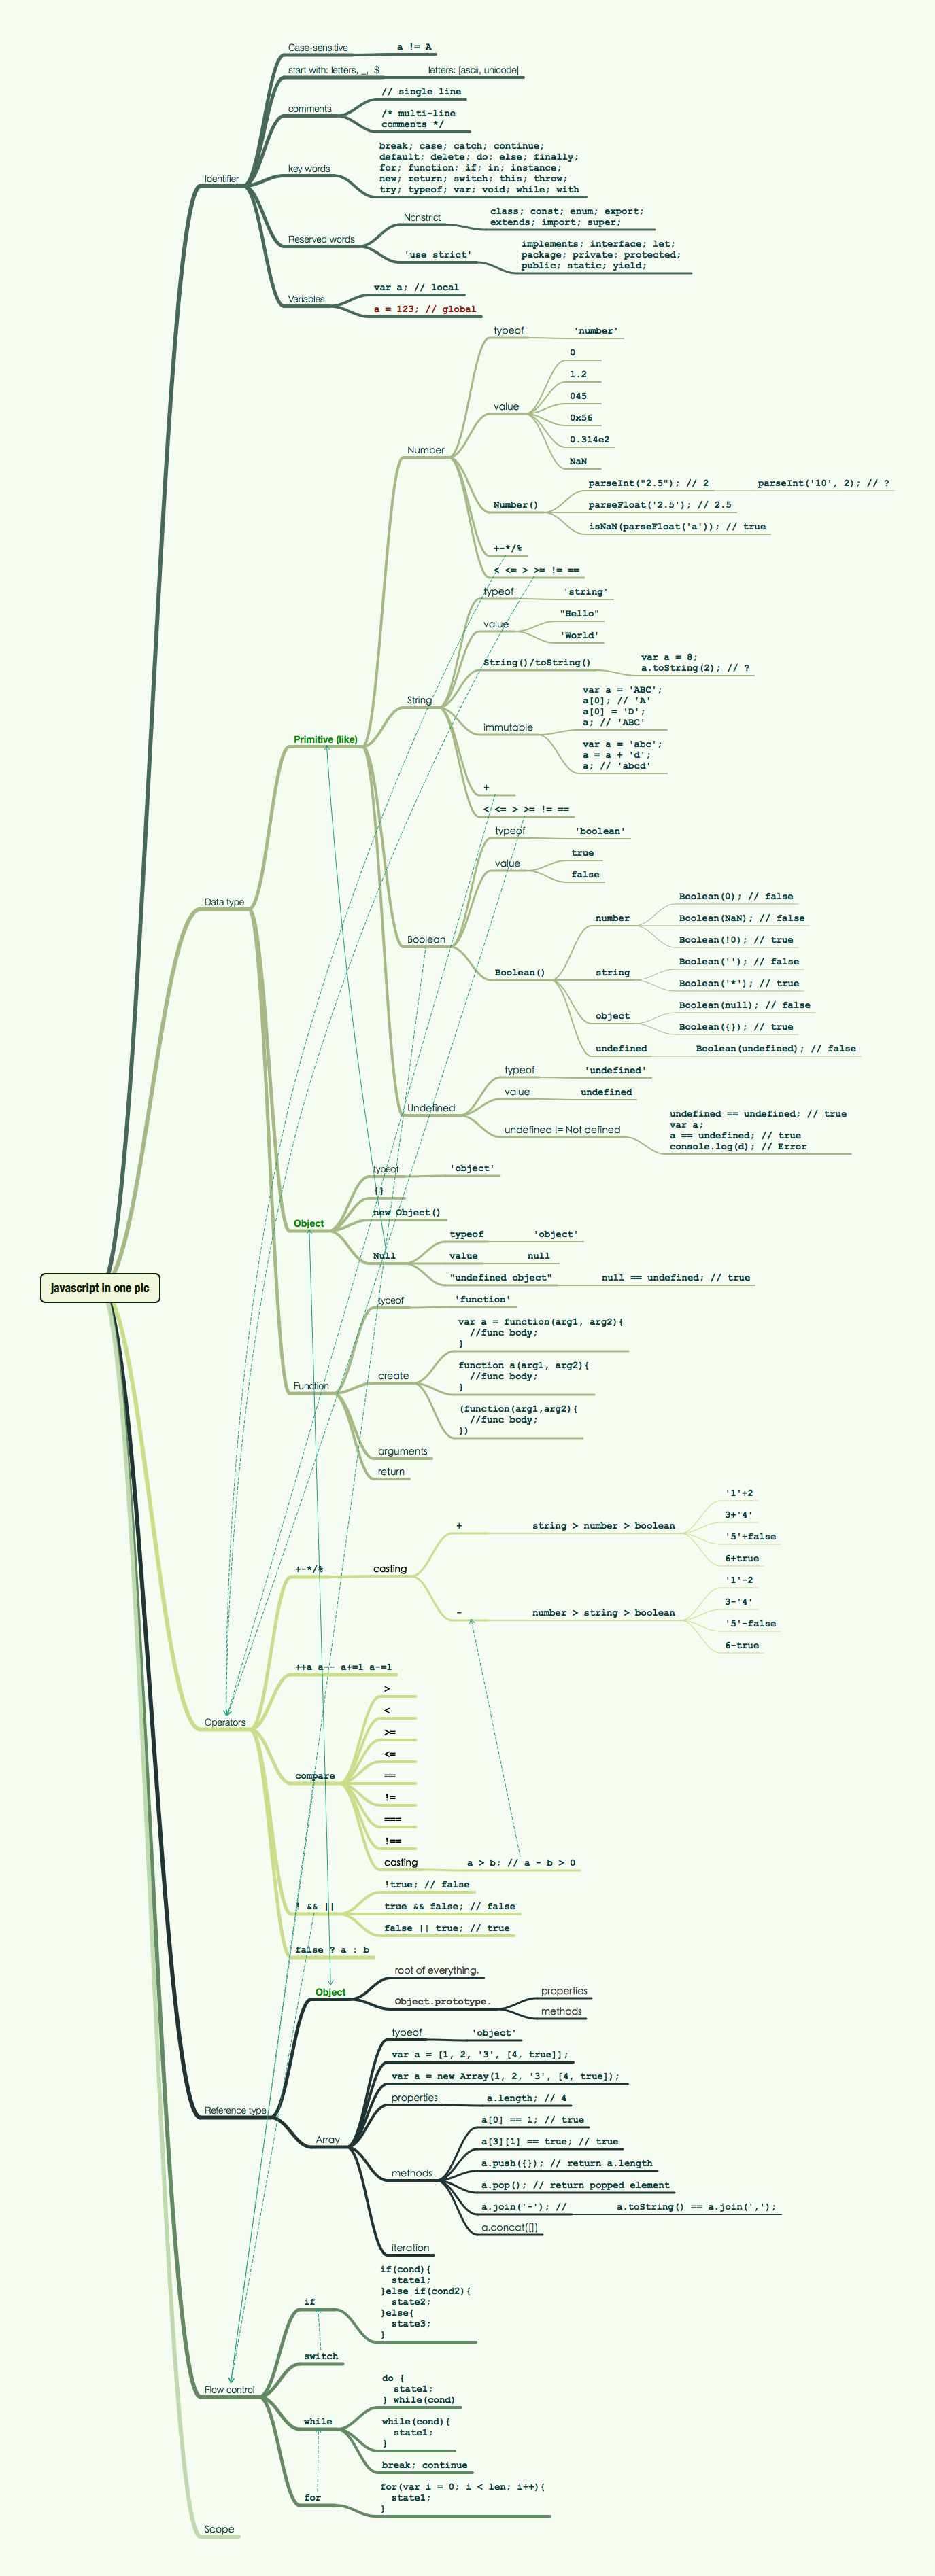 Case-sensitive
a != A
start with: letters, _, $
letters: [ascii, unicode]
comments
// single line
/* multi-line
comments */
key words
break; case; catch; continue;
default; delete; do; else; finally;
for; function; if; in; instance;
new; return; switch; this; throw;
try; typeof; var; void; while; with
Identifier
Reserved words
Nonstrict
class; const; enum; export;
extends; import; super;
'use strict'
implements; interface; let;
package; private; protected;
public; static; yield;
Variables
var a; // local
a = 123; // global
typeof
'number'
value
0
1.2
045
0x56
0.314e2
NaN
Number
Number()
parseInt("2.5"); // 2
parseInt('10', 2); // ?
parseFloat('2.5'); // 2.5
isNaN(parseFloat('a')); // true
+-*/%
< <= > >= != ==
typeof
'string'
value
"Hello"
'World'
String()/toString()
var a = 8;
a.toString(2); // ?
String
immutable
var a = 'ABC';
a[0]; // 'A'
a[0] = 'D';
a; // 'ABC'
var a = 'abc';
a = a + 'd';
a; // 'abcd'
+
< <= > >= != ==
Primitive (like)
typeof
'boolean'
value
true
false
Data type
Boolean
Boolean()
number
Boolean(0); // false
Boolean(NaN); // false
Boolean(!0); // true
string
Boolean(''); // false
Boolean('*'); // true
object
Boolean(null); // false
Boolean({}); // true
undefined
Boolean(undefined); // false
typeof
'undefined'
value
undefined
Undefined
undefined != Not defined
undefined == undefined; // true
var a;
a == undefined; // true
console.log(d); // Error
typeof
'object'
{}
new Object()
Object
Null
typeof
'object'
value
null
"undefined object"
null == undefined; // true
javascript in one pic
typeof
'function'
create
var a = function(arg1, arg2){
//func body;
}
function a(arg1, arg2){
//func body;
}
(function(arg1,arg2){
//func body;
})
Function
arguments
return
+-*/%
casting
+
string > number > boolean
'1'+2
3+'4'
'5'+false
6+true
-
number > string > boolean
'1'-2
3-'4'
'5'-false
6-true
++a a-- a+=1 a-=1
Operators
compare
>
<
>=
<=
==
!=
===
!==
casting
a > b; // a - b > 0
! && ||
!true; // false
true && false; // false
false || true; // true
false ? a : b
Object
root of everything.
Object.prototype.
properties
methods
Reference type
Array
typeof
'object'
var a = [1, 2, '3', [4, true]];
var a = new Array(1, 2, '3', [4, true]);
properties
a.length; // 4
methods
a[0] == 1; // true
a[3][1] == true; // true
a.push({}); // return a.length
a.pop(); // return popped element
a.join('-'); //
a.toString() == a.join(',');
a.concat([])
iteration
if
if(cond){
state1;
}else if(cond2){
state2;
}else{
state3;
}
switch
Flow control
while
do {
state1;
} while(cond)
while(cond){
state1;
}
break; continue
for
for(var i = 0; i < len; i++){
state1;
}
Scope